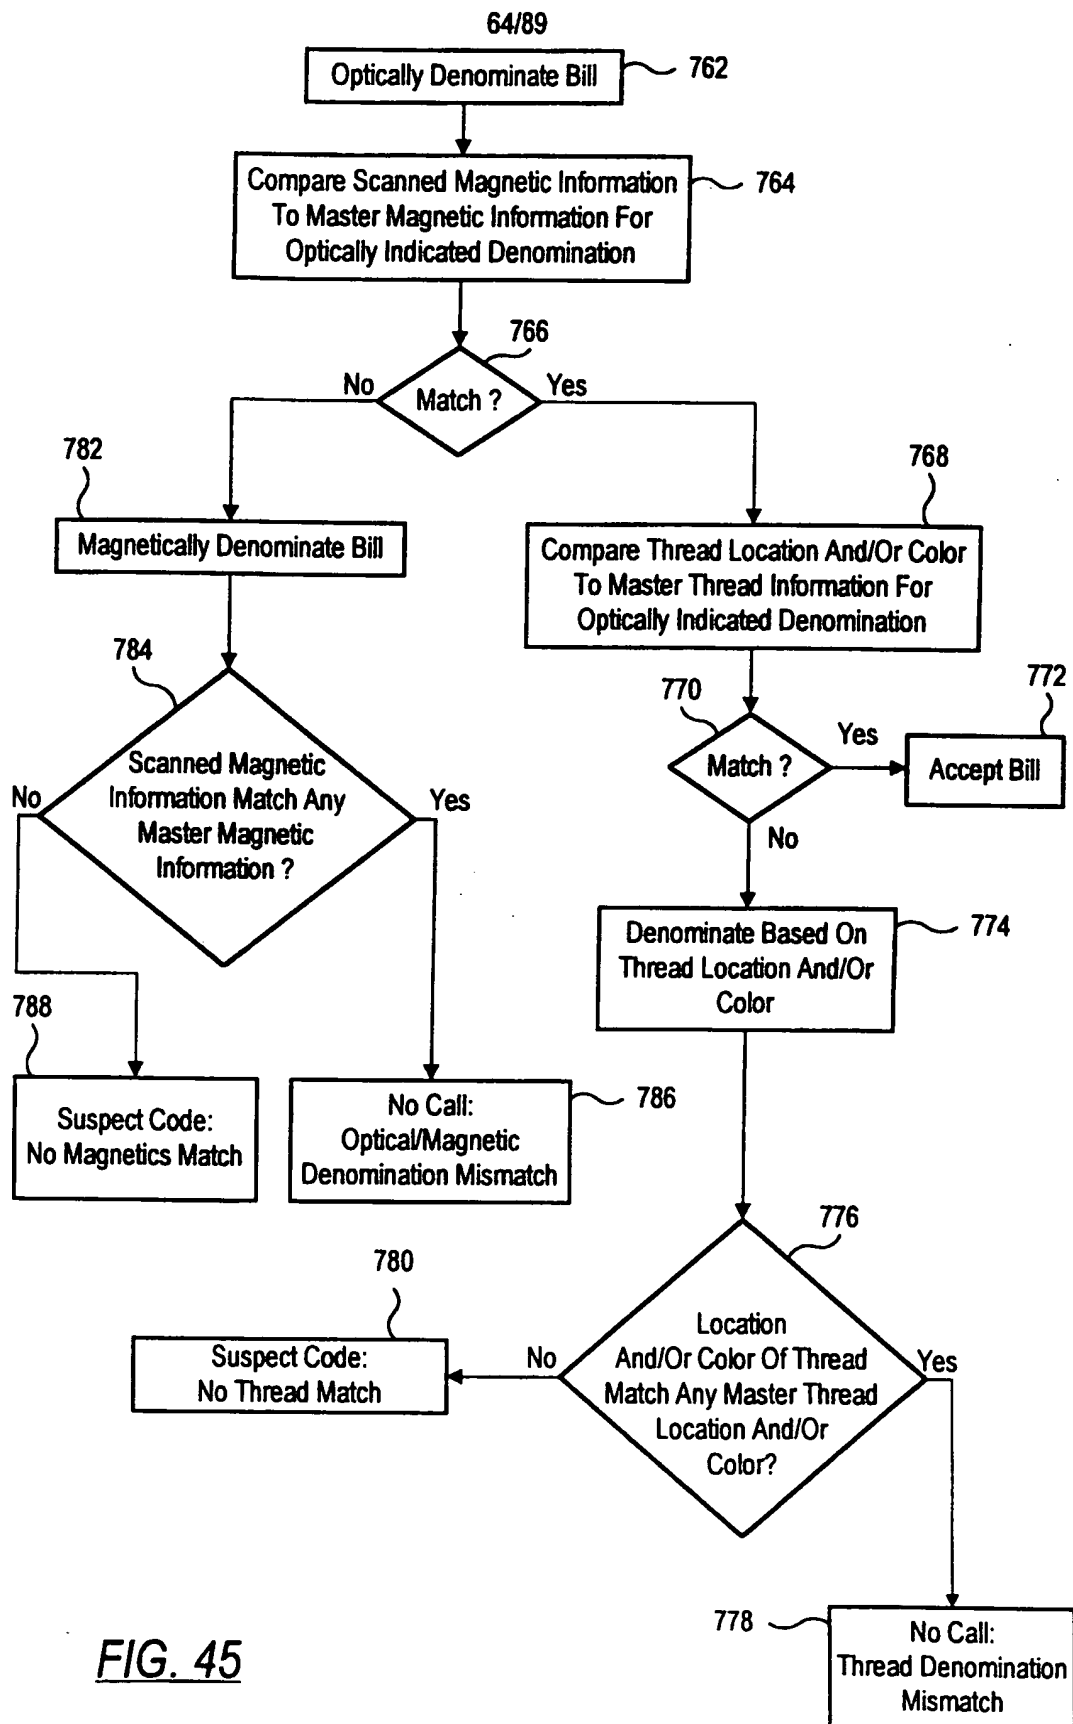 64/89
Optically Denominate Bill
762
Compare Scanned Magnetic Information
To Master Magnetic Information For
Optically Indicated Denomination
764
766
Match ?
No
Yes
782
Magnetically Denominate Bill
768
Compare Thread Location And/Or Color
To Master Thread Information For
Optically Indicated Denomination
784
Scanned Magnetic
Information Match Any
Master Magnetic
Information ?
No
Yes
770
Match ?
Yes
No
772
Accept Bill
774
Denominate Based On
Thread Location And/Or
Color
788
Suspect Code:
No Magnetics Match
786
No Call:
Optical/Magnetic
Denomination Mismatch
776
Location
And/Or Color Of Thread
Match Any Master Thread
Location And/Or
Color?
No
Yes
780
Suspect Code:
No Thread Match
778
No Call:
Thread Denomination
Mismatch
FIG. 45